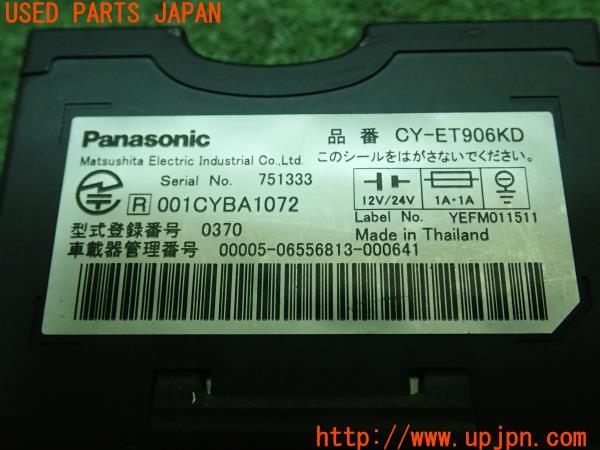 USED PARTS JAPAN
Panasonic
品番 CY-ET906KD
Matsushita Electric Industrial Co.,Ltd.
このシールをはがさないでください。
Serial No. 751333
R 001CYBA1072
12V/24V 1A・1A
Label No. YEFM011511
型式登録番号 0370
Made in Thailand
車載器管理番号 00005-06556813-000641
UPJ http://www.upjpn.com/